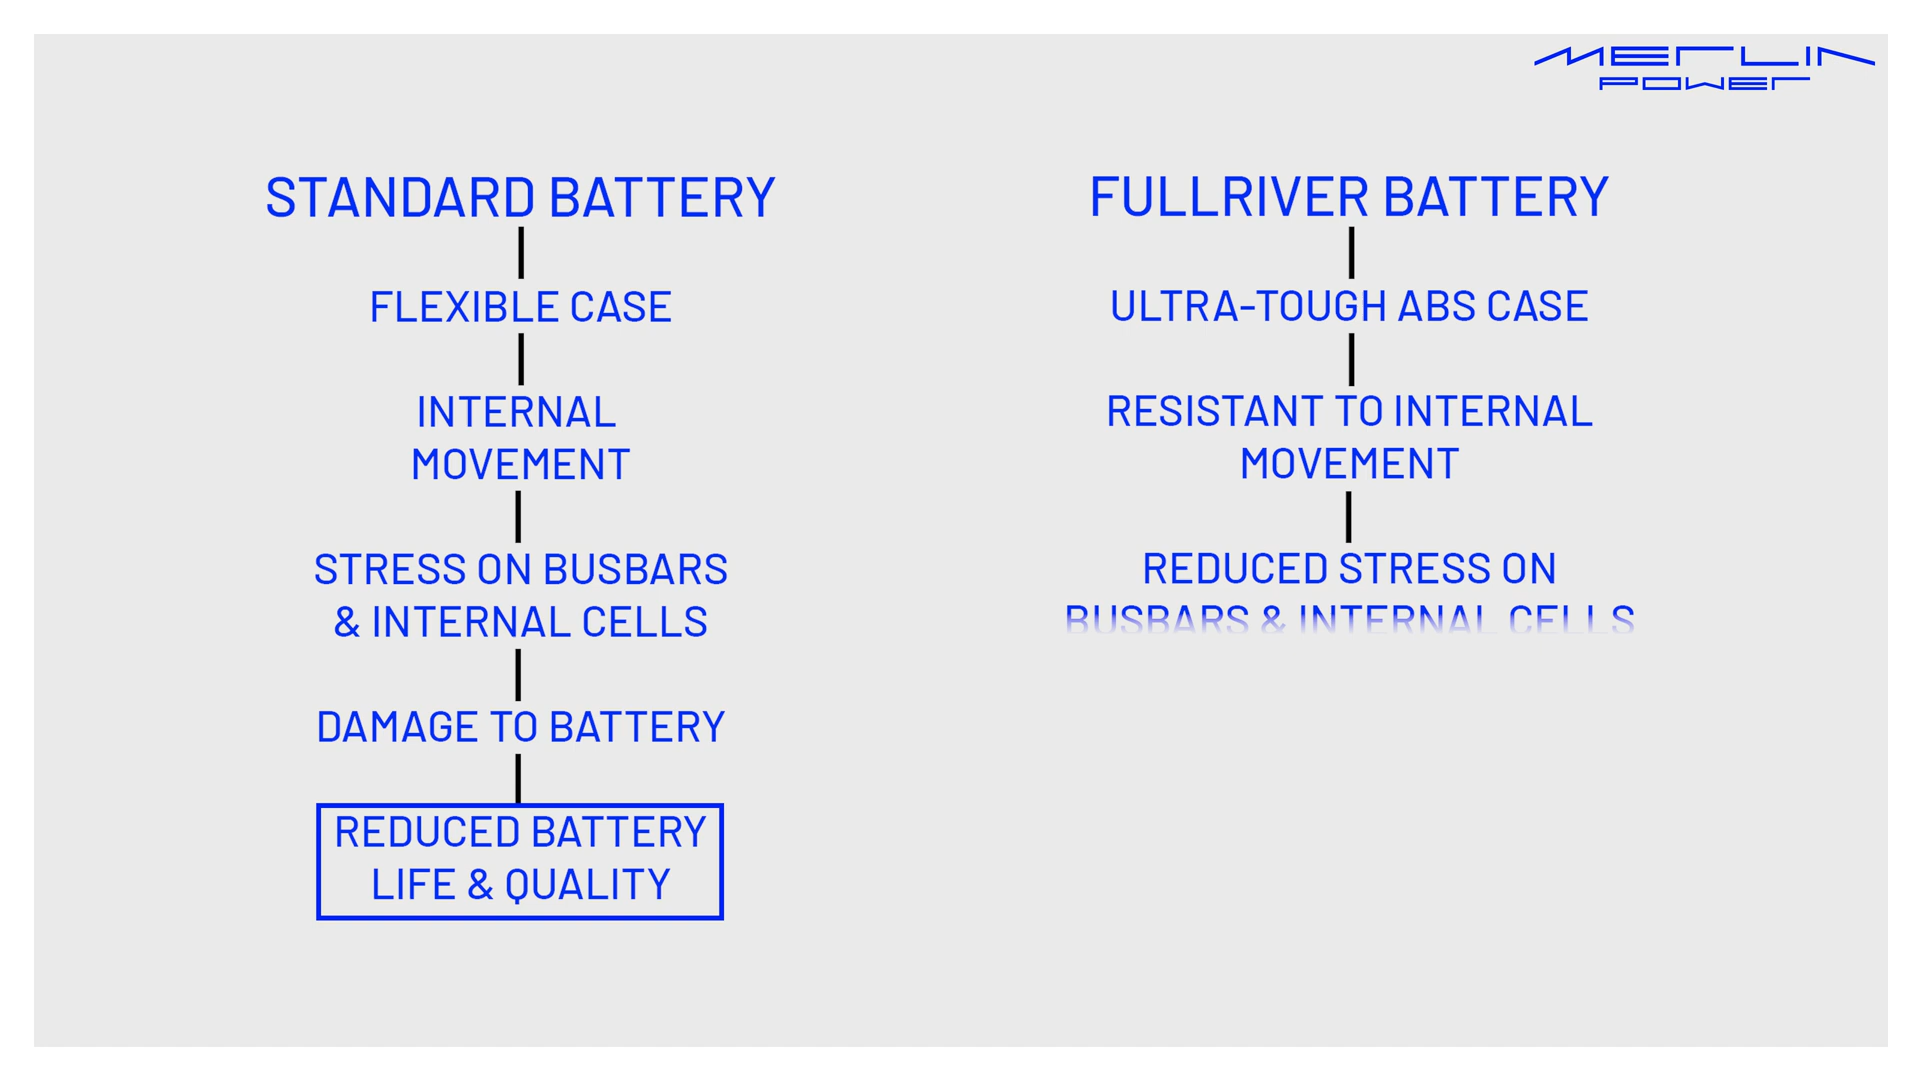 MERLIN
POWER
STANDARD BATTERY
FLEXIBLE CASE
INTERNAL
MOVEMENT
STRESS ON BUSBARS
& INTERNAL CELLS
DAMAGE TO BATTERY
REDUCED BATTERY
LIFE & QUALITY
FULLRIVER BATTERY
ULTRA-TOUGH ABS CASE
RESISTANT TO INTERNAL
MOVEMENT
REDUCED STRESS ON
BUSBARS & INTERNAL CELLS